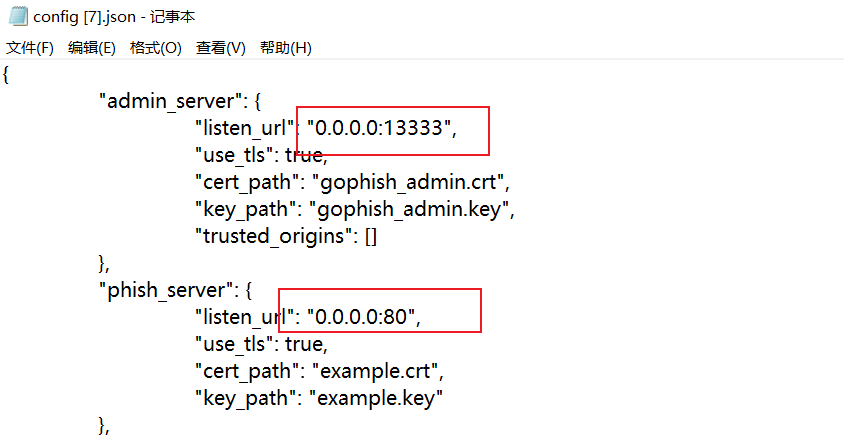 config [7].json - 记事本
文件(F) 编辑(E) 格式(O) 查看(V) 帮助(H)
{
"admin_server": {
"listen_url": "0.0.0.0:13333",
"use_tls": true,
"cert_path": "gophish_admin.crt",
"key_path": "gophish_admin.key",
"trusted_origins": []
},
"phish_server": {
"listen_url": "0.0.0.0:80",
"use_tls": true,
"cert_path": "example.crt",
"key_path": "example.key"
},